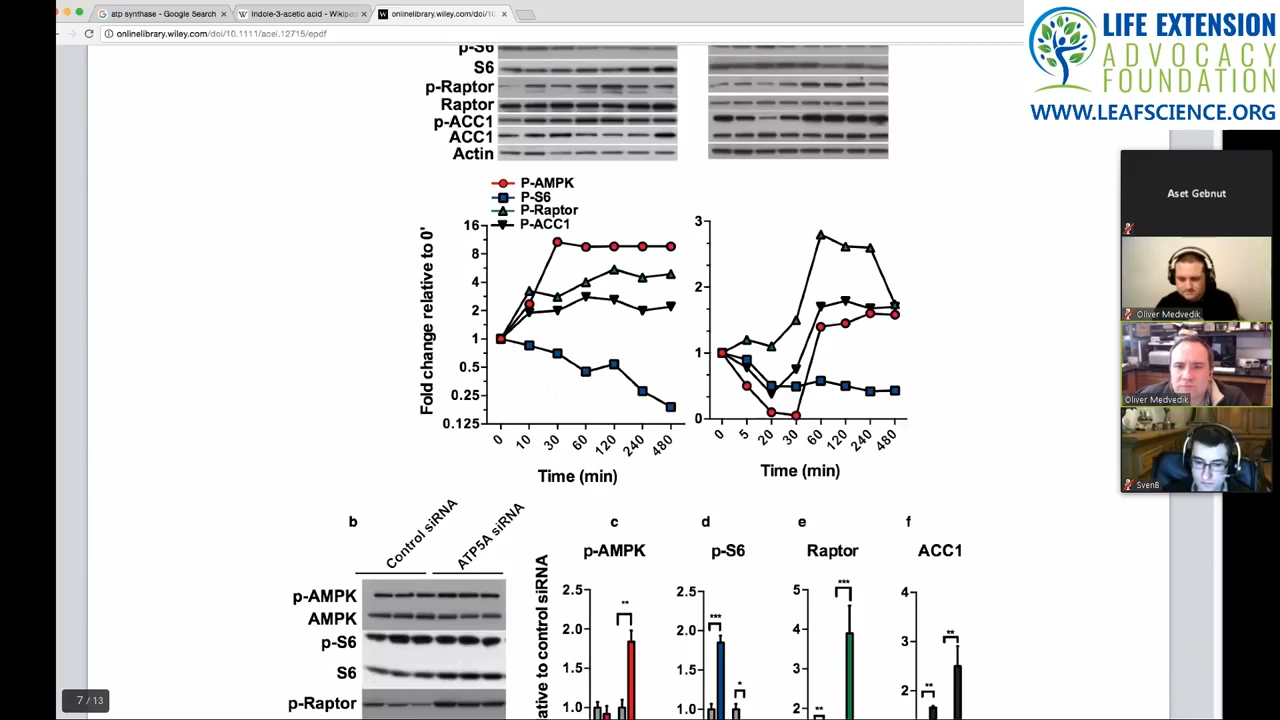 atp synthase - Google Search
Indole-3-acetic acid - Wikipe
onlinelibrary.wiley.com/doi/10
onlinelibrary.wiley.com/doi/10.1111/acel.12715/epdf
LIFE EXTENSION
ADVOCACY
FOUNDATION
WWW.LEAFSCIENCE.ORG
p-S6
S6
p-Raptor
Raptor
p-ACC1
ACC1
Actin
P-AMPK
P-S6
P-Raptor
P-ACC1
Fold change relative to 0'
16
8
4
2
1
0.5
0.25
0.125
0 10 30 60 120 240 480
Time (min)
3
2
1
0
0 5 20 30 60 120 240 480
Time (min)
Aset Gebnut
Oliver Medvedik
Oliver Medvedik
SvenB
b
Control siRNA
ATP5A siRNA
p-AMPK
AMPK
p-S6
S6
p-Raptor
c
p-AMPK
relative to control siRNA
2.5
2.0
1.5
1.0
**
d
p-S6
2.5
2.0
1.5
1.0
***
*
e
Raptor
5
4
3
2
***
**
f
ACC1
4
3
2
**
**
7 / 13